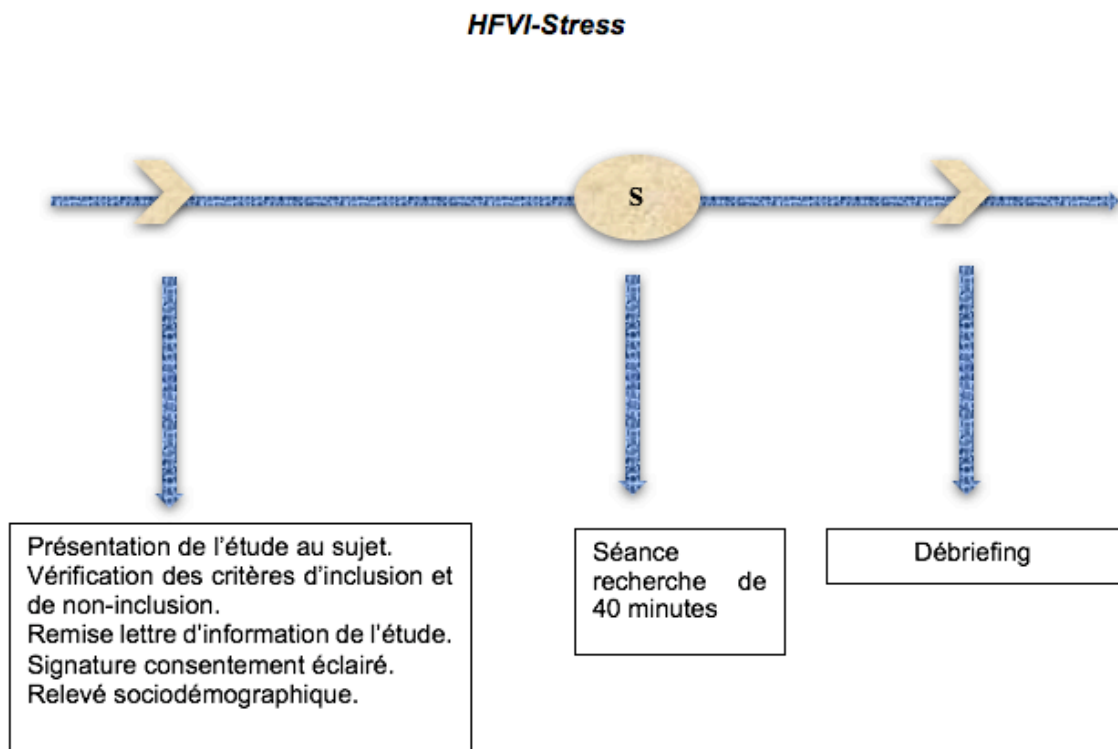 HFVI-Stress
S
Présentation de l'étude au sujet.
Vérification des critères d'inclusion et
de non-inclusion.
Remise lettre d'information de l'étude.
Signature consentement éclairé.
Relevé sociodémographique.
Séance
recherche de
40 minutes
Débriefing